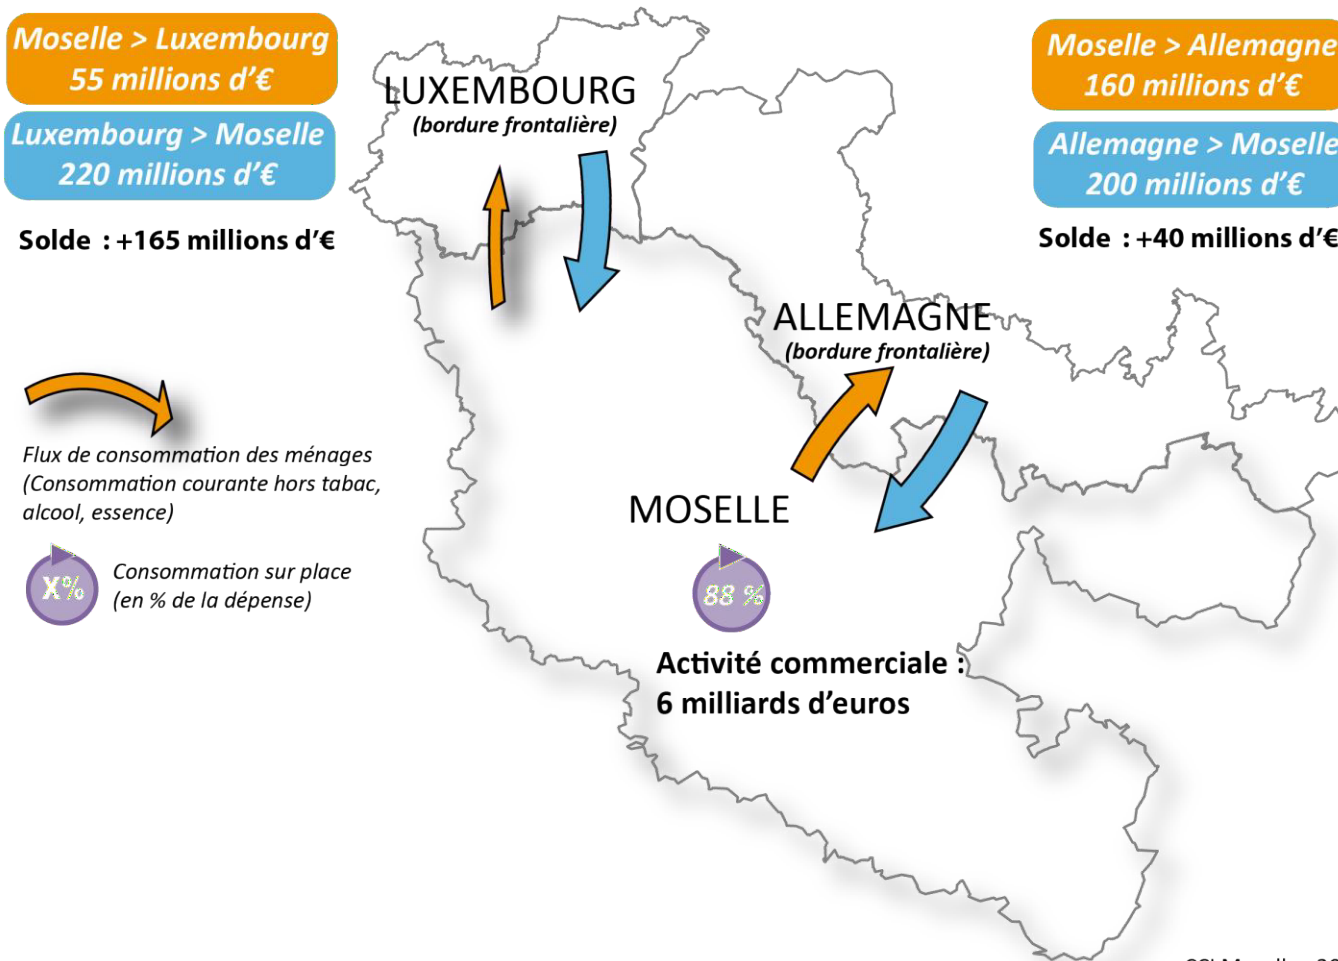 Moselle > Luxembourg
55 millions d'€
Luxembourg > Moselle
220 millions d'€
Solde : +165 millions d'€
Moselle > Allemagne
160 millions d'€
Allemagne > Moselle
200 millions d'€
Solde : +40 millions d'€
LUXEMBOURG
(bordure frontalière)
ALLEMAGNE
(bordure frontalière)
Flux de consommation des ménages
(Consommation courante hors tabac,
alcool, essence)
X%
Consommation sur place
(en % de la dépense)
MOSELLE
88 %
Activité commerciale :
6 milliards d'euros